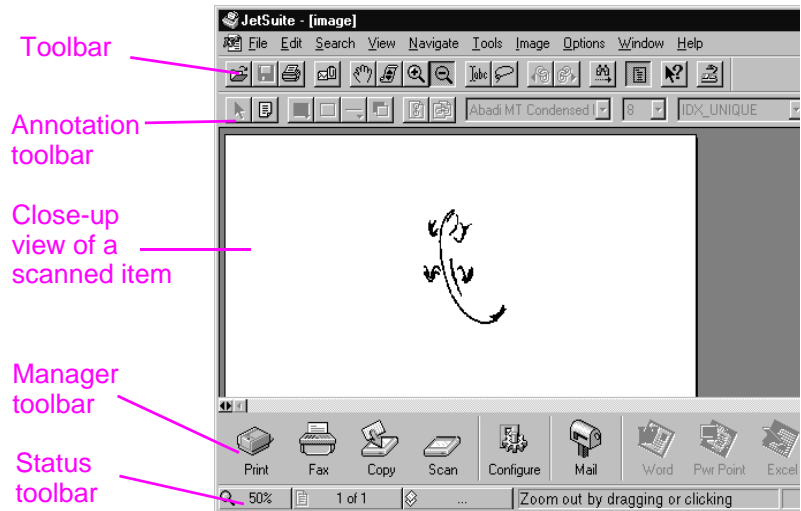 JetSuite - [image]
File Edit Search View Navigate Tools Image Options Window Help
Toolbar
Annotation
toolbar
Abadi MT Condensed 8 IDX_UNIQUE
Close-up
view of a
scanned item
Manager
toolbar
Print Fax Copy Scan Configure Mail Word Pwr Point Excel
Status
toolbar
50% 1 of 1 ... Zoom out by dragging or clicking